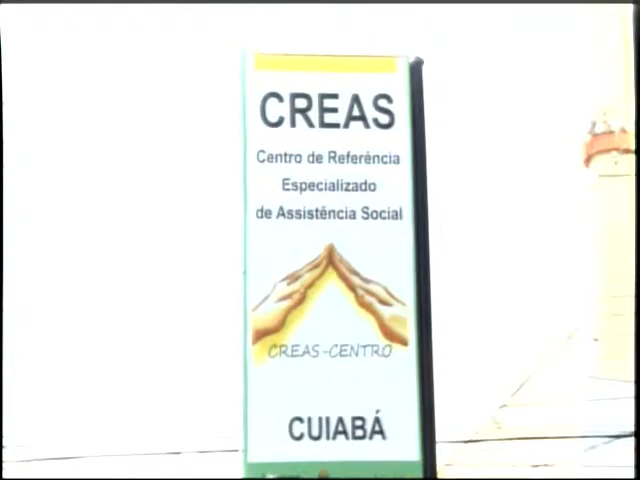 CREAS
Centro de Referência
Especializado
de Assistência Social
CREAS-CENTRO
CUIABÁ